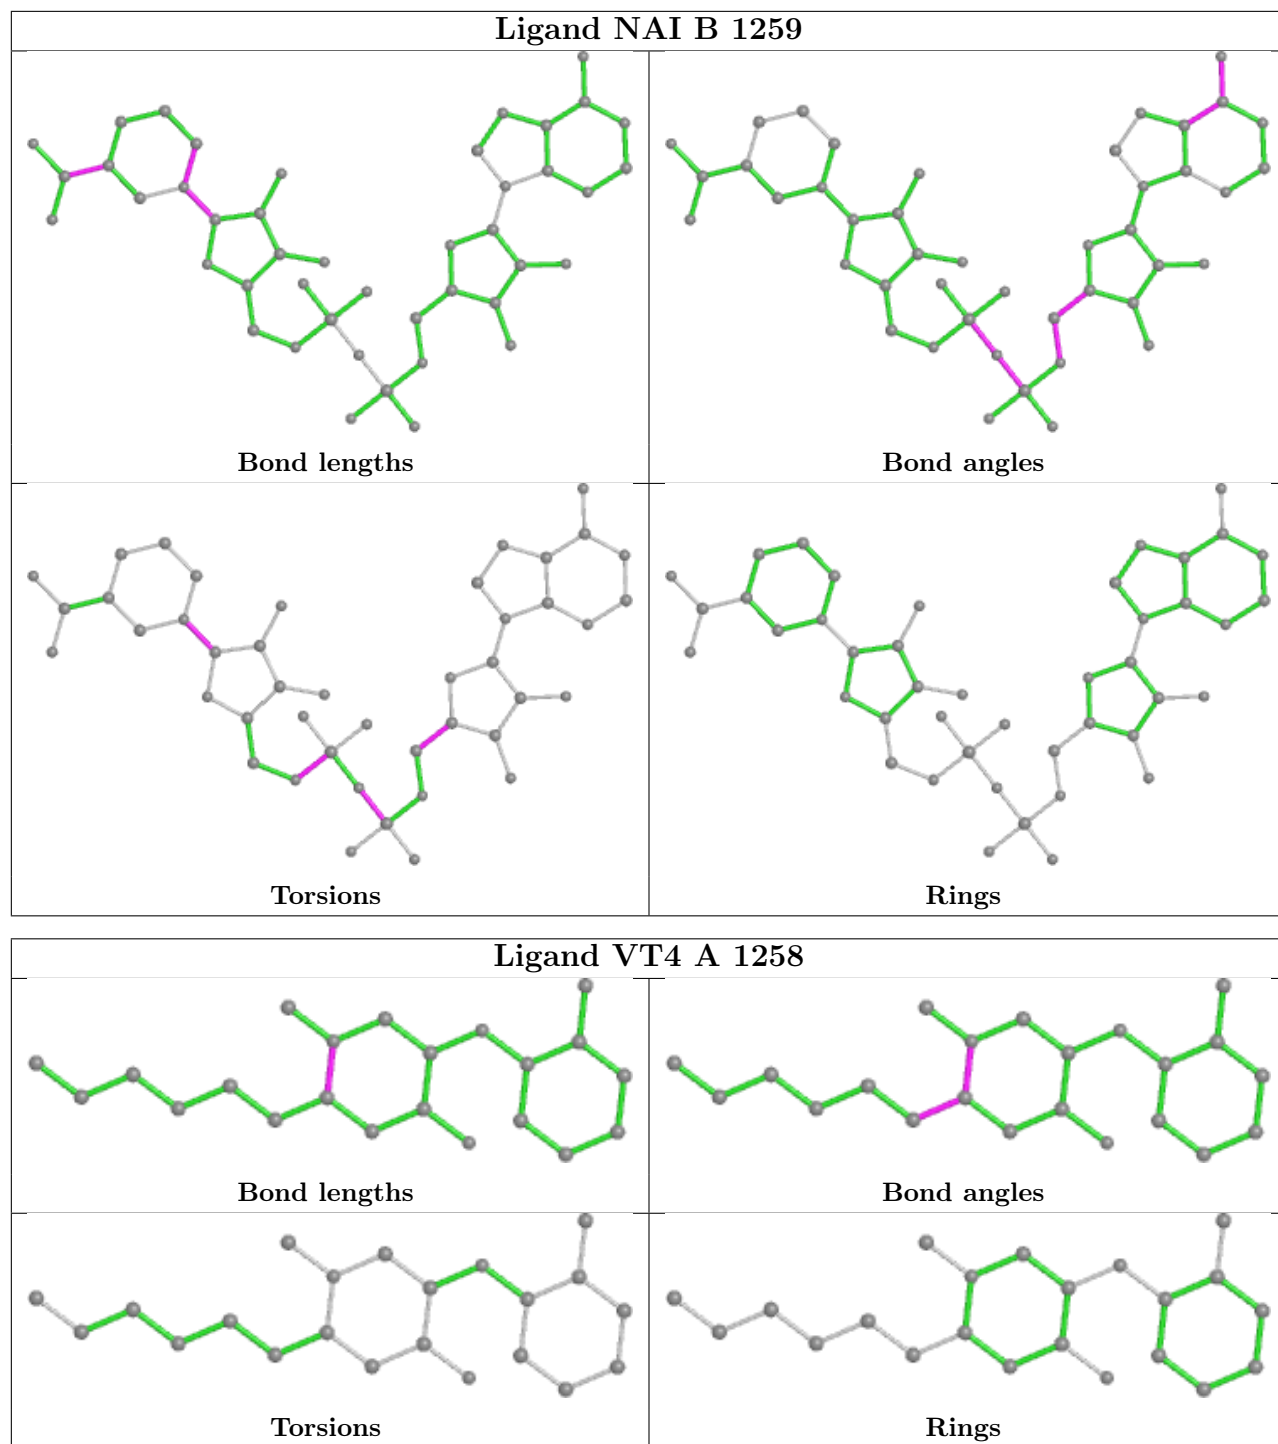 Ligand NAI B 1259
Bond lengths
Bond angles
Torsions
Rings
Ligand VT4 A 1258
Bond lengths
Bond angles
Torsions
Rings